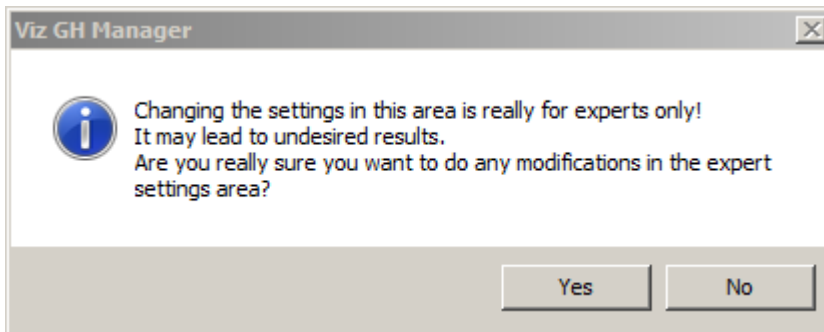 Viz GH Manager
Changing the settings in this area is really for experts only!
It may lead to undesired results.
Are you really sure you want to do any modifications in the expert
settings area?
Yes
No